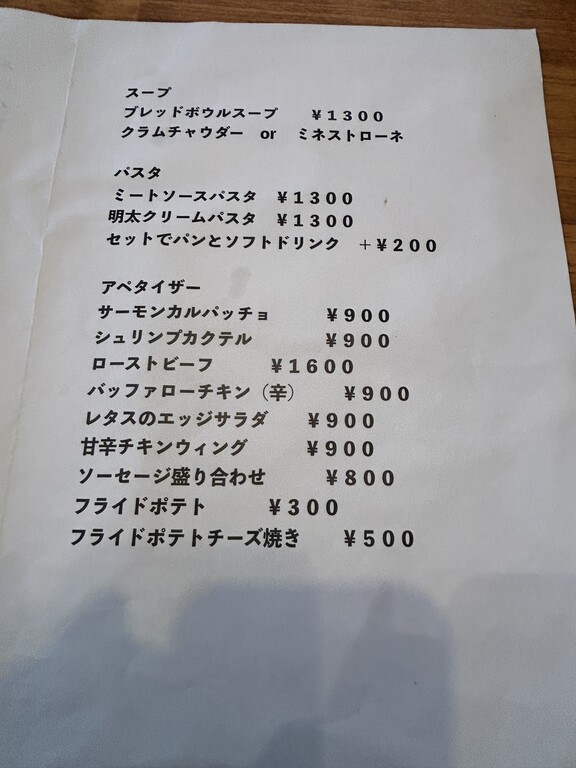 スープ
ブレッドボウルスープ ¥1300
クラムチャウダー or ミネストローネ
パスタ
ミートソースパスタ ¥1300
明太クリームパスタ ¥1300
セットでパンとソフトドリンク +¥200
アペタイザー
サーモンカルパッチョ ¥900
シュリンプカクテル ¥900
ローストビーフ ¥1600
バッファローチキン（辛） ¥900
レタスのエッジサラダ ¥900
甘辛チキンウィング ¥900
ソーセージ盛り合わせ ¥800
フライドポテト ¥300
フライドポテトチーズ焼き ¥500